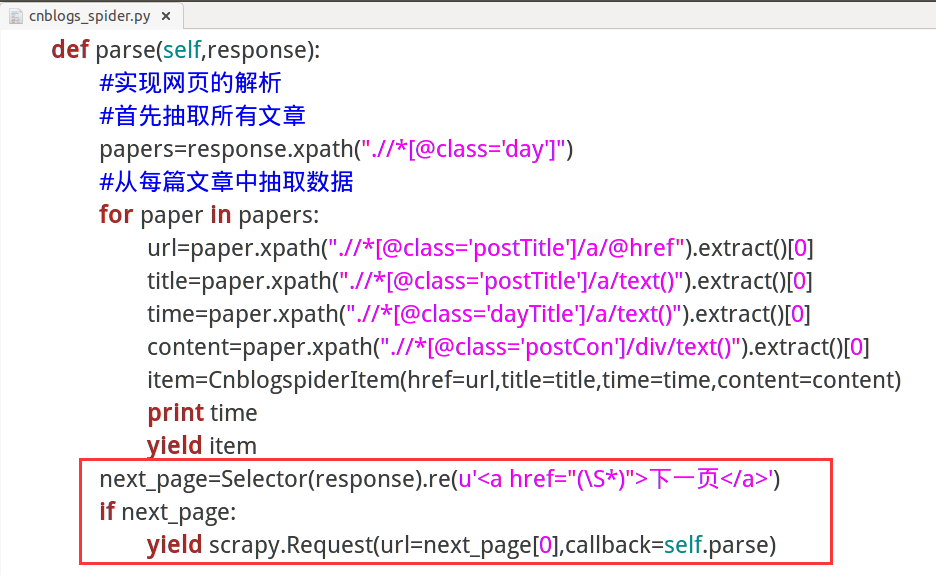 cnblogs_spider.py ×
def parse(self,response):
#实现网页的解析
#首先抽取所有文章
papers=response.xpath(".//*[@class='day']")
#从每篇文章中抽取数据
for paper in papers:
url=paper.xpath(".//*[@class='postTitle']/a/@href").extract()[0]
title=paper.xpath(".//*[@class='postTitle']/a/text()").extract()[0]
time=paper.xpath(".//*[@class='dayTitle']/a/text()").extract()[0]
content=paper.xpath(".//*[@class='postCon']/div/text()").extract()[0]
item=CnblogspiderItem(href=url,title=title,time=time,content=content)
print time
yield item
next_page=Selector(response).re(u'<a href="(\S*)">下一页</a>')
if next_page:
yield scrapy.Request(url=next_page[0],callback=self.parse)